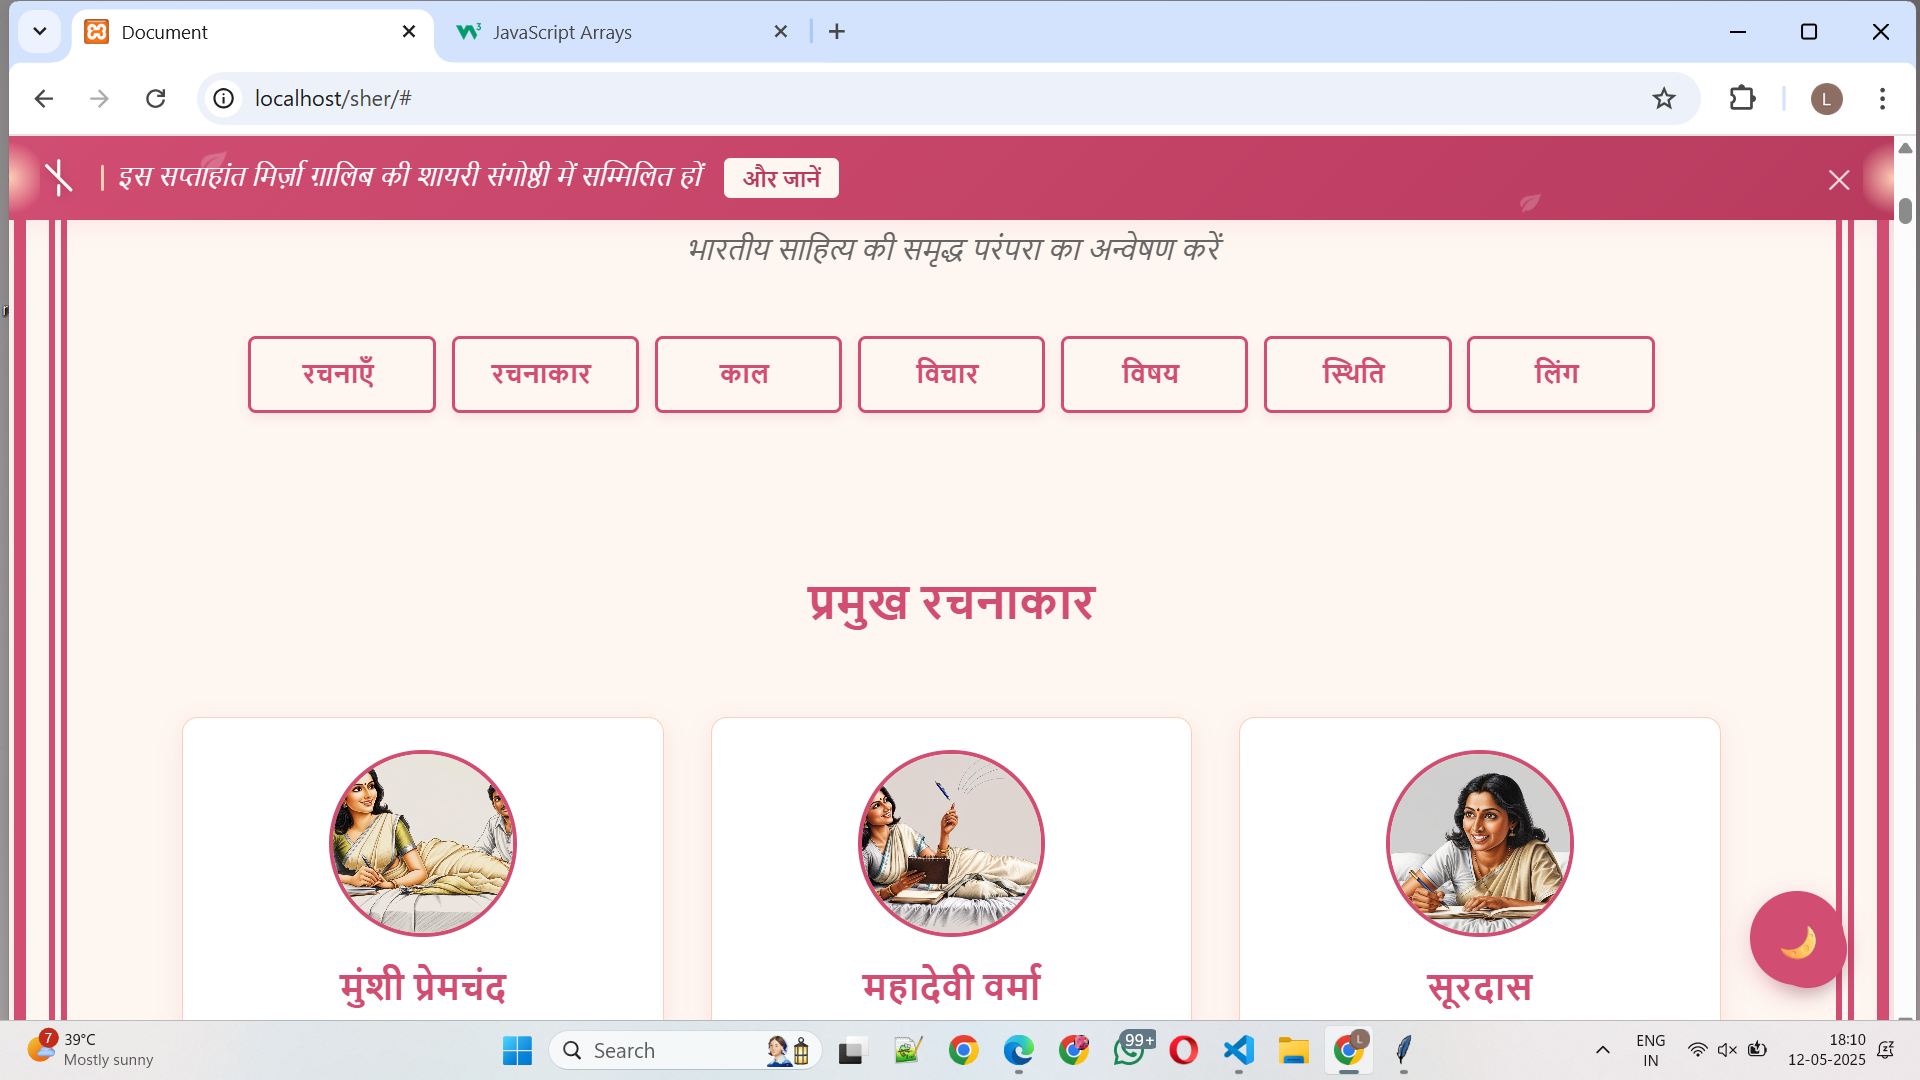 Document
JavaScript Arrays
localhost/sher/#
| इस सप्ताहांत मिर्ज़ा ग़ालिब की शायरी संगोष्ठी में सम्मिलित हों और जानें
भारतीय साहित्य की समृद्ध परंपरा का अन्वेषण करें
रचनाएँ रचनाकार काल विचार विषय स्थिति लिंग
प्रमुख रचनाकार
मुंशी प्रेमचंद महादेवी वर्मा सूरदास
7
39°C
Mostly sunny
Search
99+
L
ENG
IN
18:10
12-05-2025